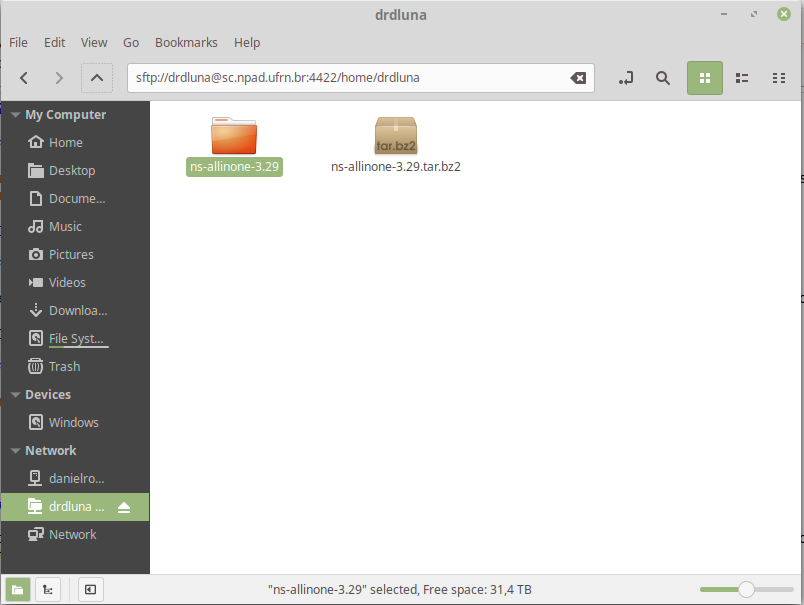 drdluna
File Edit View Go Bookmarks Help
sftp://drdluna@sc.npad.ufrn.br:4422/home/drdluna
My Computer
Home
Desktop
Docume...
Music
Pictures
Videos
Downloa...
File Syst...
Trash
Devices
Windows
Network
danielro...
drdluna ...
Network
ns-allinone-3.29
tar.bz2
ns-allinone-3.29.tar.bz2
"ns-allinone-3.29" selected, Free space: 31,4 TB